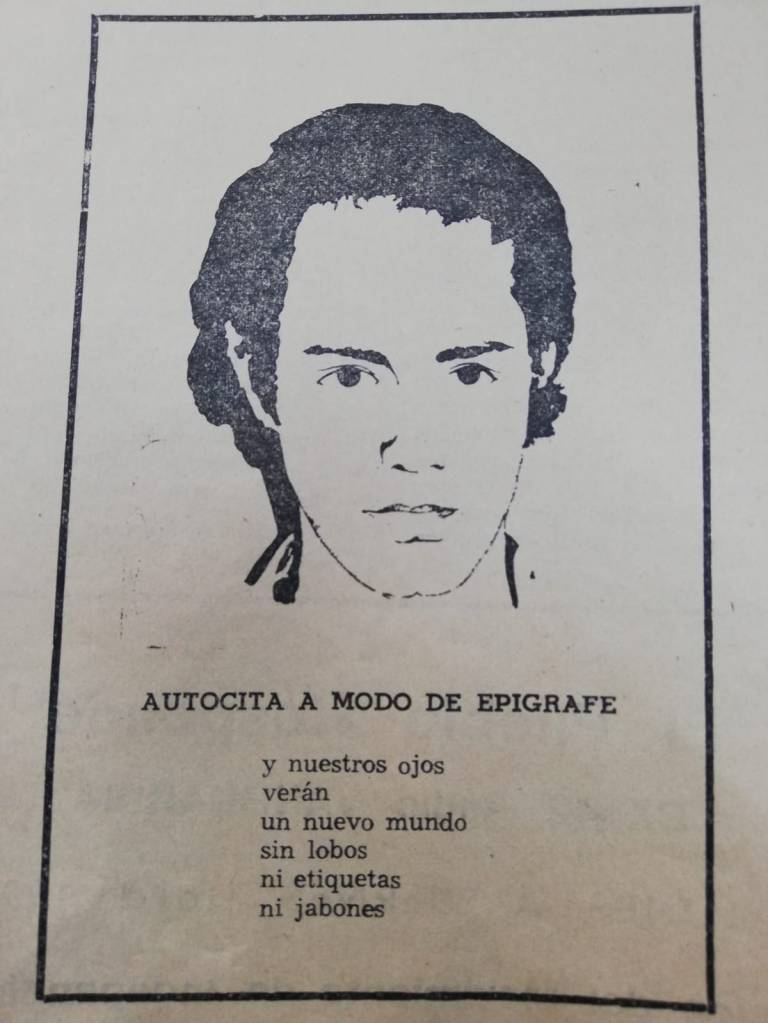 AUTOCITA A MODO DE EPIGRAFE
y nuestros ojos
verán
un nuevo mundo
sin lobos
ni etiquetas
ni jabones